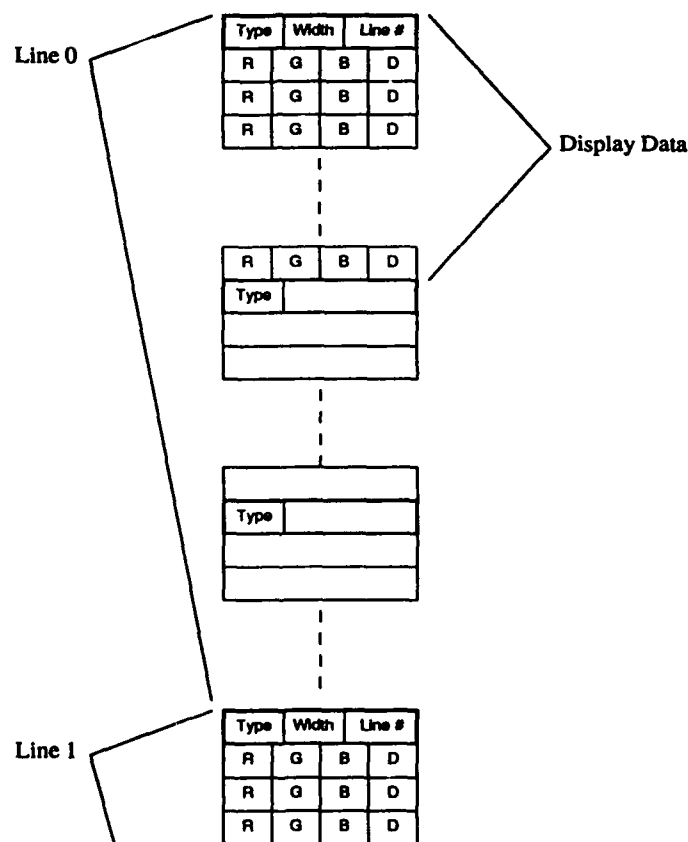 Type Width Line #
Line 0
R G B D
R G B D
R G B D
Display Data
R G B D
Type
Type
Type Width Line #
Line 1
R G B D
R G B D
R G B D